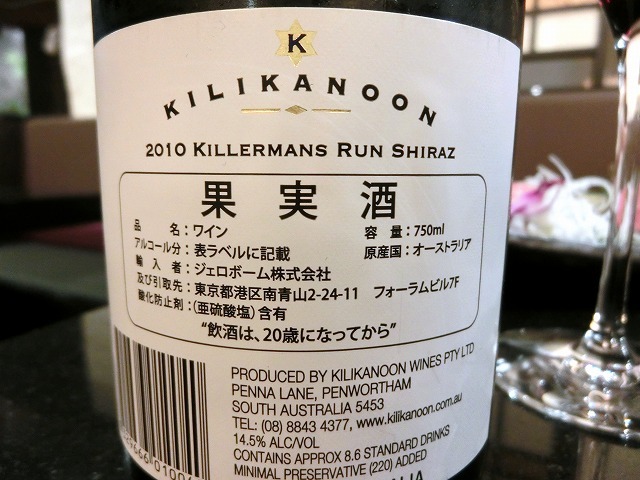 K
KILIKANOON
2010 KILLERMANS RUN SHIRAZ
果実酒
品名：ワイン 容量：750ml
アルコール分：表ラベルに記載 原産国：オーストラリア
輸入者：ジェロボーム株式会社
及び引取先：東京都港区南青山2-24-11 フォーラムビル7F
酸化防止剤：（亜硫酸塩）含有
“飲酒は、20歳になってから”
PRODUCED BY KILIKANOON WINES PTY LTD
PENNA LANE, PENWORTHAM
SOUTH AUSTRALIA 5453
TEL: (08) 8843 4377, www.kilikanoon.com.au
14.5% ALC/VOL
CONTAINS APPROX 8.6 STANDARD DRINKS
MINIMAL PRESERVATIVE (220) ADDED